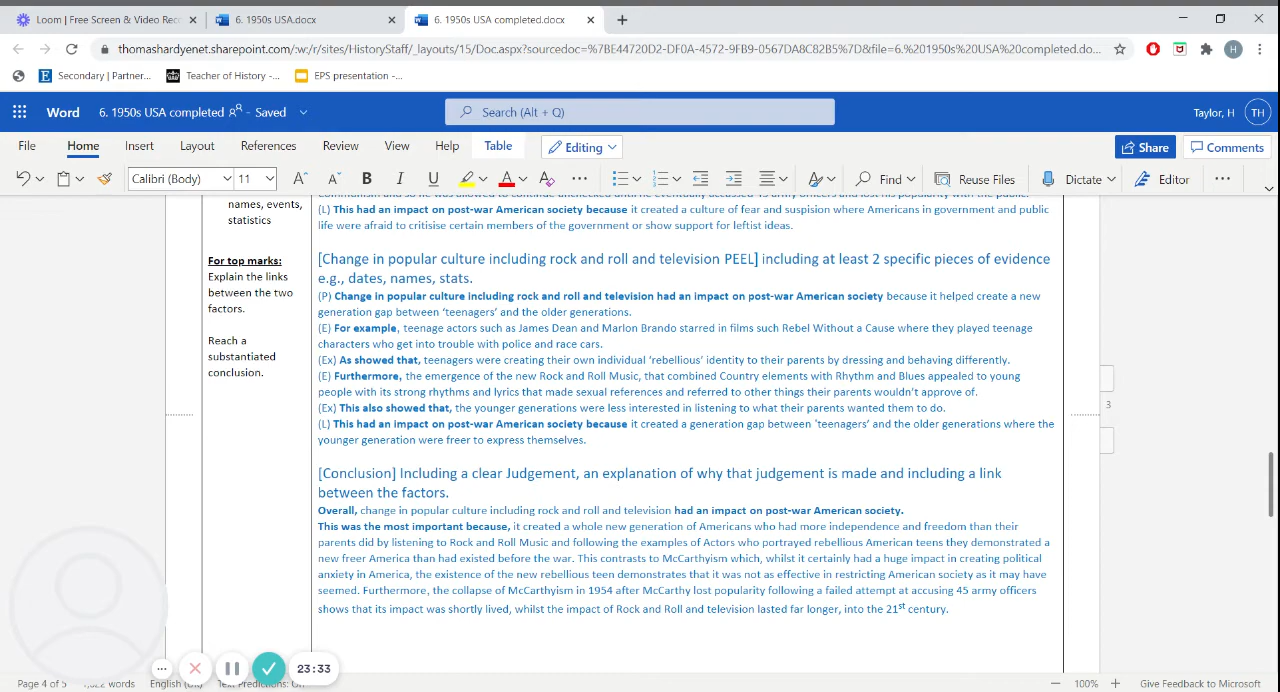 Loom | Free Screen & Video Rec
6. 1950s USA.docx
6. 1950s USA completed.docx
thomashardyenet.sharepoint.com/:w:/r/sites/HistoryStaff/_layouts/15/Doc.aspx?sourcedoc=%7BE44720D2-DF0A-4572-9FB9-0567DA8C82B5%7D&file=6.%201950s%20USA%20completed.do...
H
Secondary | Partner...
Teacher of History -...
EPS presentation -...
Word
6. 1950s USA completed - Saved
Search (Alt + Q)
Taylor, H
TH
File
Home
Insert
Layout
References
Review
View
Help
Table
Editing
Share
Comments
Calibri (Body)
11
Find
Reuse Files
Dictate
Editor
names, events,
statistics
For top marks:
Explain the links
between the two
factors.
Reach a
substantiated
conclusion.
(L) This had an impact on post-war American society because it created a culture of fear and suspision where Americans in government and public
life were afraid to critisise certain members of the government or show support for leftist ideas.
[Change in popular culture including rock and roll and television PEEL] including at least 2 specific pieces of evidence
e.g., dates, names, stats.
(P) Change in popular culture including rock and roll and television had an impact on post-war American society because it helped create a new
generation gap between 'teenagers' and the older generations.
(E) For example, teenage actors such as James Dean and Marlon Brando starred in films such Rebel Without a Cause where they played teenage
characters who get into trouble with police and race cars.
(Ex) As showed that, teenagers were creating their own individual 'rebellious' identity to their parents by dressing and behaving differently.
(E) Furthermore, the emergence of the new Rock and Roll Music, that combined Country elements with Rhythm and Blues appealed to young
people with its strong rhythms and lyrics that made sexual references and referred to other things their parents wouldn't approve of.
(Ex) This also showed that, the younger generations were less interested in listening to what their parents wanted them to do.
(L) This had an impact on post-war American society because it created a generation gap between 'teenagers' and the older generations where the
younger generation were freer to express themselves.
[Conclusion] Including a clear Judgement, an explanation of why that judgement is made and including a link
between the factors.
Overall, change in popular culture including rock and roll and television had an impact on post-war American society.
This was the most important because, it created a whole new generation of Americans who had more independence and freedom than their
parents did by listening to Rock and Roll Music and following the examples of Actors who portrayed rebellious American teens they demonstrated a
new freer America than had existed before the war. This contrasts to McCarthyism which, whilst it certainly had a huge impact in creating political
anxiety in America, the existence of the new rebellious teen demonstrates that it was not as effective in restricting American society as it may have
seemed. Furthermore, the collapse of McCarthyism in 1954 after McCarthy lost popularity following a failed attempt at accusing 45 army officers
shows that its impact was shortly lived, whilst the impact of Rock and Roll and television lasted far longer, into the 21st century.
3
23:33
Page 4 of 5
words
English
100%
Give Feedback to Microsoft